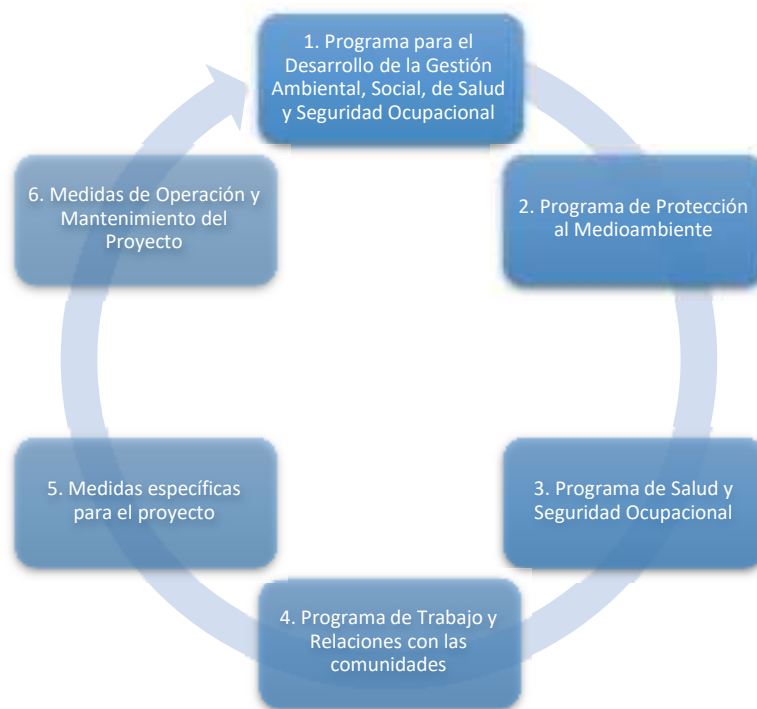 1. Programa para el
Desarrollo de la Gestión
Ambiental, Social, de Salud
y Seguridad Ocupacional
2. Programa de Protección
al Medioambiente
3. Programa de Salud y
Seguridad Ocupacional
4. Programa de Trabajo y
Relaciones con las
comunidades
5. Medidas específicas
para el proyecto
6. Medidas de Operación y
Mantenimiento del
Proyecto